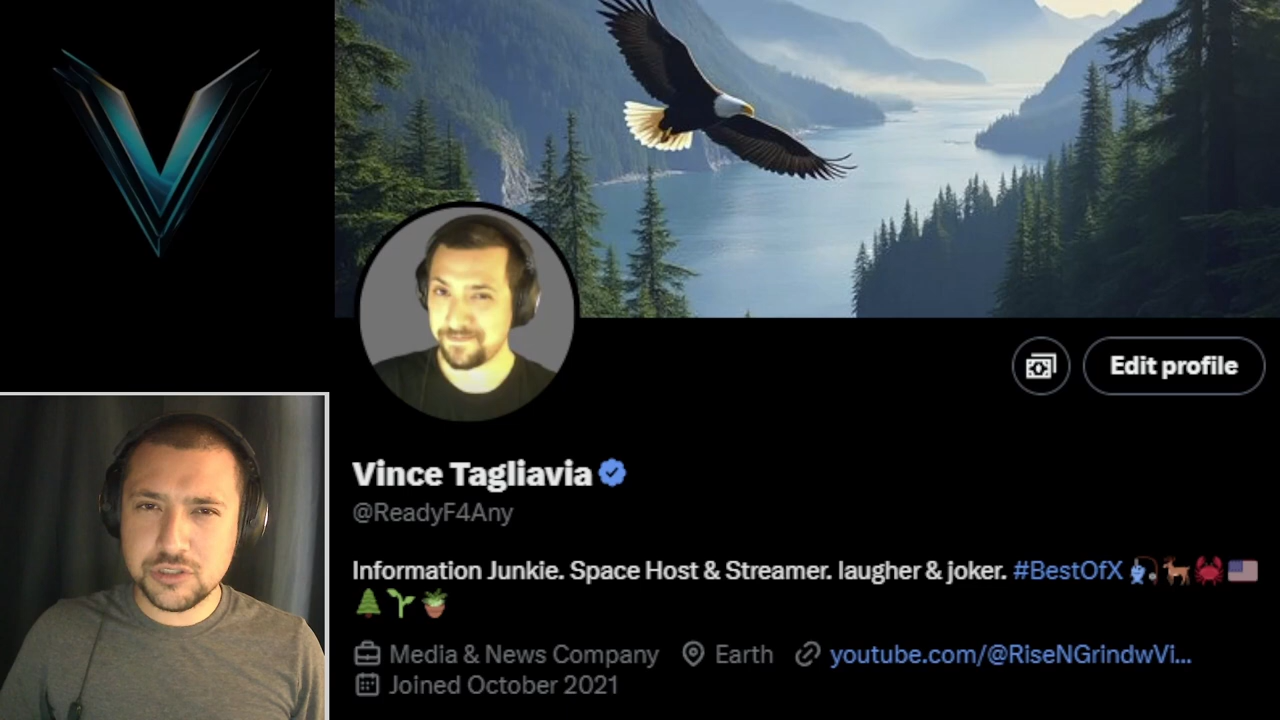 Edit profile
Vince Tagliavia
@ReadyF4Any
Information Junkie. Space Host & Streamer. laugher & joker. #BestOfX 🎣🦌🦀🇺🇸
🌲🌱🪴
Media & News Company Earth youtube.com/@RiseNGrindwVi...
Joined October 2021